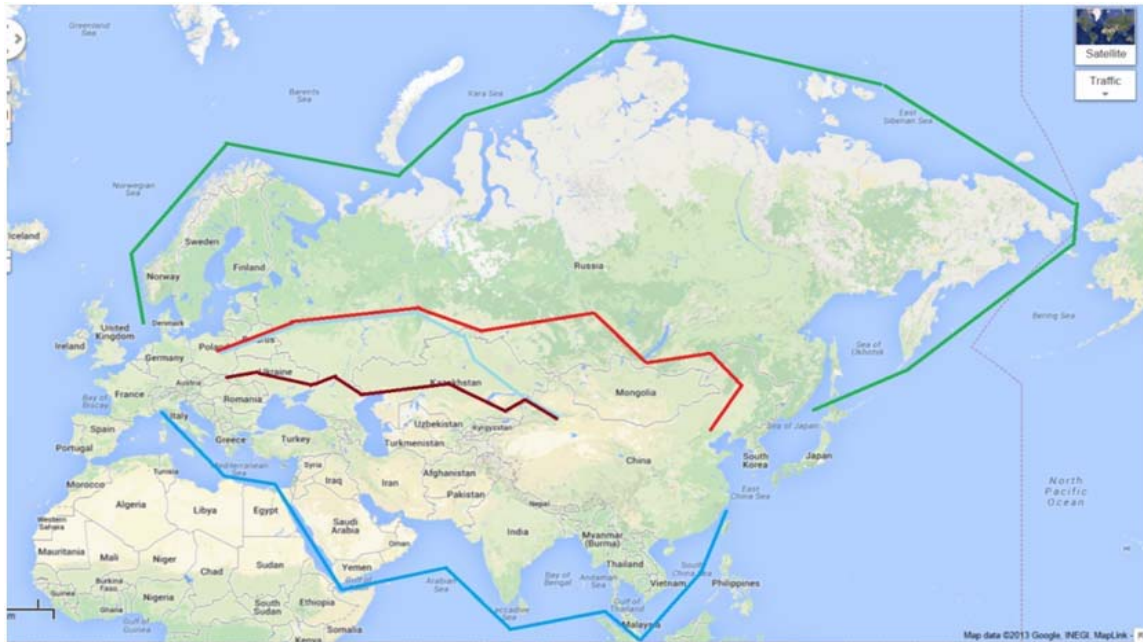 Greenland
Sea
Satellite
Traffic
Barents
Sea
Kara Sea
East
Siberian Sea
Norwegian
Sea
Iceland
Sweden
Norway
Finland
Russia
Bering Sea
United
Kingdom
Ireland
Denmark
Poland
Germany
Ukraine
France
Austria
Romania
Kazakhstan
Mongolia
Sea of
Okhotsk
Bay of
Biscay
Italy
Spain
Portugal
Greece
Turkey
Uzbekistan
Kyrgyzstan
Turkmenistan
Sea of Japan
South
Korea
Japan
China
Mediterranean
Sea
Tunisia
Syria
Iraq
Iran
Afghanistan
Pakistan
Nepal
East
China Sea
North
Pacific
Ocean
Morocco
Algeria
Libya
Egypt
Western
Sahara
Saudi
Arabia
Oman
India
Myanmar
(Burma)
Mauritania
Mali
Niger
Chad
Sudan
Yemen
Gulf of
Arabian
Sea
Bay of
Bengal
Andaman
Sea
Thailand
Vietnam
South
China Sea
Philippines
Burkina
Faso
Guinea
Ghana
Nigeria
Gulf of
Guinea
South
Sudan
Ethiopia
Somalia
Kenya
Laccadive
Sea
Gulf of
Thailand
Malaysia
Map data ©2013 Google, INEGI, MapLink,